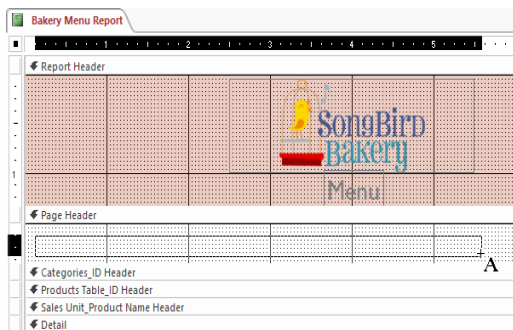 Bakery Menu Report
1 2 3 4 5
Report Header
SongBird
Bakery
1
Menu
Page Header
A
Categories_ID Header
Products Table_ID Header
Sales Unit_Product Name Header
Detail